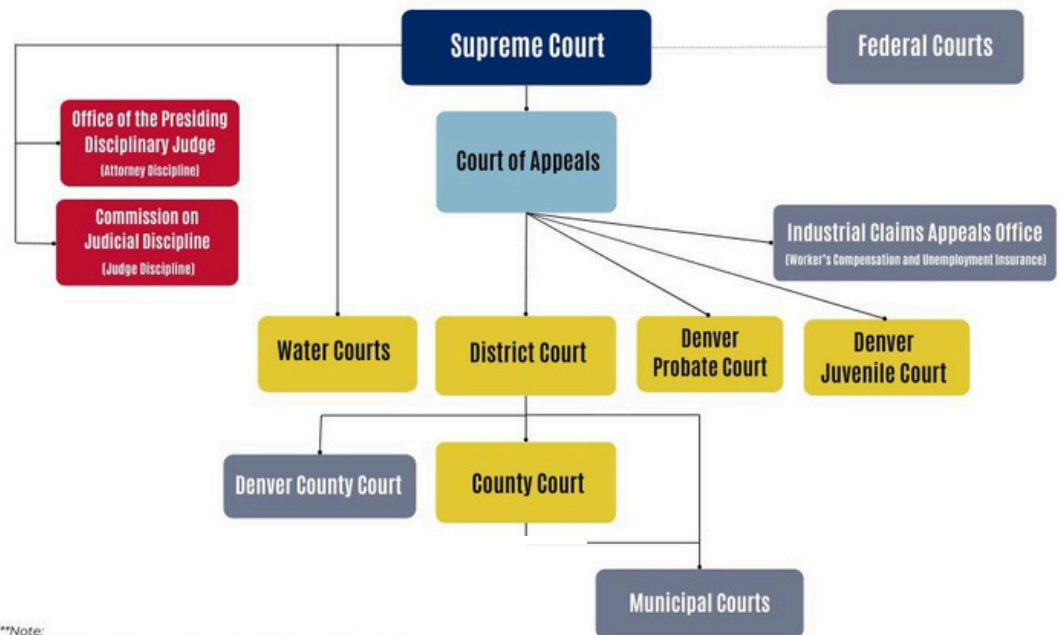 Supreme Court
Federal Courts
Office of the Presiding
Disciplinary Judge
(Attorney Discipline)
Court of Appeals
Commission on
Judicial Discipline
(Judge Discipline)
Industrial Claims Appeals Office
(Worker's Compensation and Unemployment Insurance)
Water Courts
District Court
Denver
Probate Court
Denver
Juvenile Court
Denver County Court
County Court
Municipal Courts
**Note: